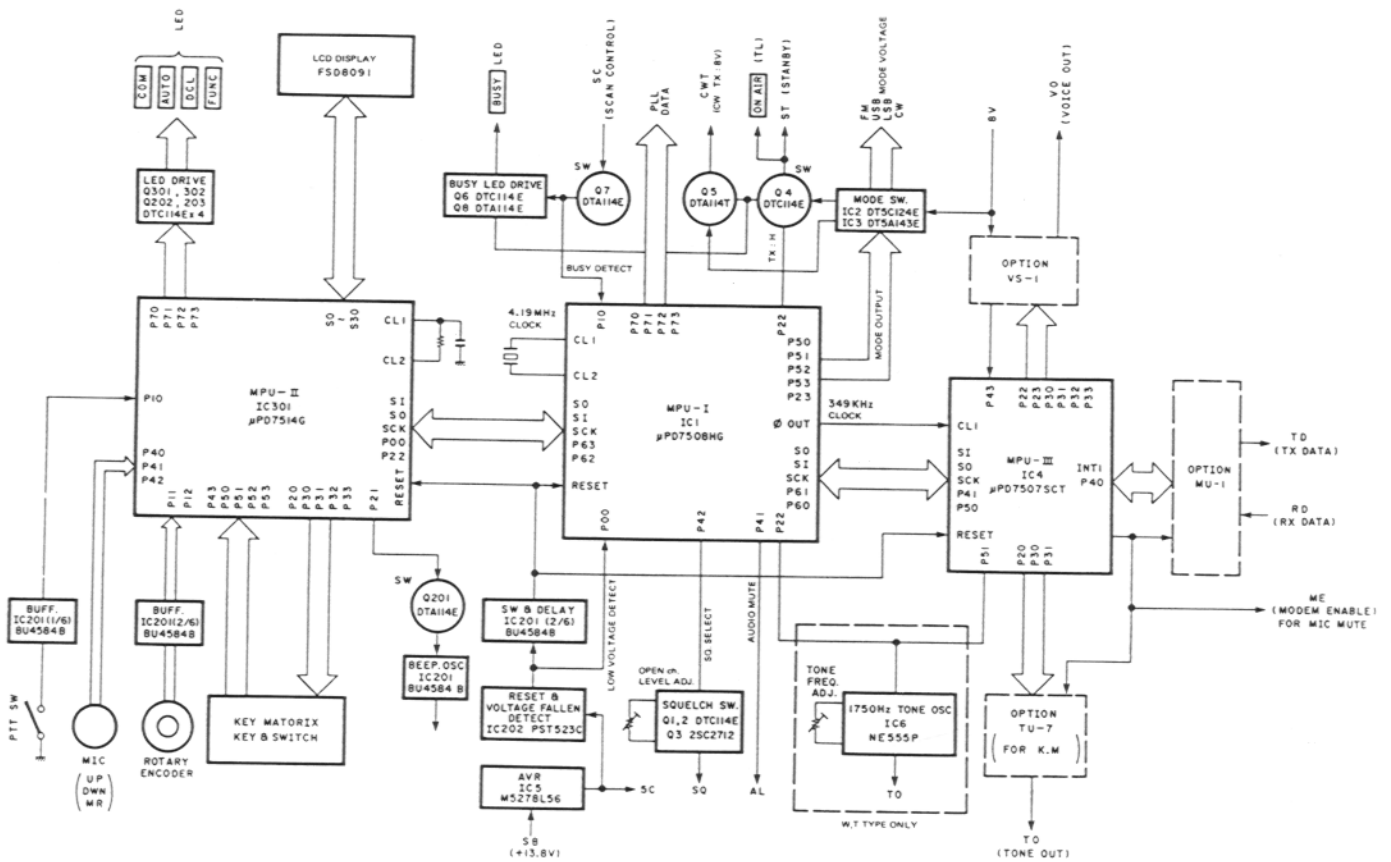 LED
COM
AUTO
DCL
FUNC
LCD DISPLAY
FSD8091
BUSY LED
SC
(SCAN CONTROL)
PLL
DATA
CWT
(CW TX:8V)
ON AIR (TL)
ST (STANBY)
FM
USB
LSB
CW
MODE VOLTAGE
8V
VO
(VOICE OUT)
LED DRIVE
Q301, 302
Q202, 203
DTC114E×4
BUSY LED DRIVE
Q6 DTC114E
Q8 DTA114E
SW
Q7
DTA114E
Q5
DTA114T
SW
Q4
DTC114E
MODE SW.
IC2 DT5C124E
IC3 DT5A143E
OPTION
VS-1
BUSY DETECT
TX:H
MODE OUTPUT
P70
P71
P72
P73
S0
~
S30
CL1
CL2
P10
MPU-II
IC301
μPD7514G
SI
SO
SCK
P00
P22
RESET
P40
P41
P42
P11
P12
P43
P50
P51
P52
P53
P20
P30
P31
P32
P33
P21
4.19MHz
CLOCK
P10
P70
P71
P72
P73
P22
CL1
CL2
P50
P51
P52
P53
P23
MPU-I
IC1
μPD7508HG
SO
SI
SCK
P63
P62
RESET
Ø OUT
SO
SI
SCK
P61
P60
P00
P42
P41
P22
349KHz
CLOCK
P43
P22
P23
P30
P31
P32
P33
CL1
MPU-III
IC4
μPD7507SCT
SI
SO
SCK
P41
P50
INT1
P40
RESET
P51
P20
P30
P31
OPTION
MU-1
TD
(TX DATA)
RD
(RX DATA)
ME
(MODEM ENABLE)
FOR MIC MUTE
BUFF.
IC201(1/6)
BU4584B
BUFF.
IC201(2/6)
BU4584B
SW
Q201
DTA114E
BEEP. OSC
IC201
BU4584B
SW & DELAY
IC201 (2/6)
BU4584B
LOW VOLTAGE DETECT
RESET &
VOLTAGE FALLEN
DETECT
IC202 PST523C
AVR
IC5
M5278L56
SC
SB
(+13.8V)
SQ SELECT
AUDIO MUTE
OPEN ch.
LEVEL ADJ.
SQUELCH SW.
Q1,2 DTC114E
Q3 2SC2712
SQ
AL
TONE
FREQ.
ADJ.
1750Hz TONE OSC
IC6
NE555P
TO
W,T TYPE ONLY
OPTION
TU-7
(FOR K.M)
TO
(TONE OUT)
PTT SW
MIC
(UP
DWN
MR)
ROTARY
ENCODER
KEY MATORIX
KEY & SWITCH